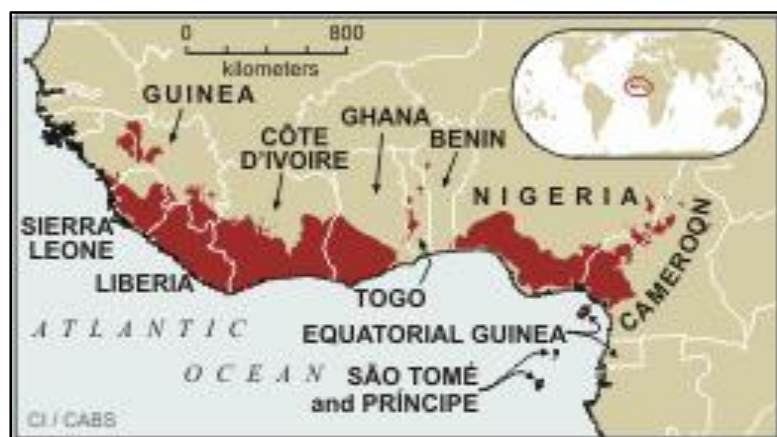 0 800
kilometers
GUINEA
CÔTE
D'IVOIRE
GHANA
BENIN
NIGERIA
SIERRA
LEONE
LIBERIA
TOGO
CAMEROON
EQUATORIAL GUINEA
ATLANTIC
OCEAN
SÃO TOMÉ
and PRÍNCIPE
CI / CABS